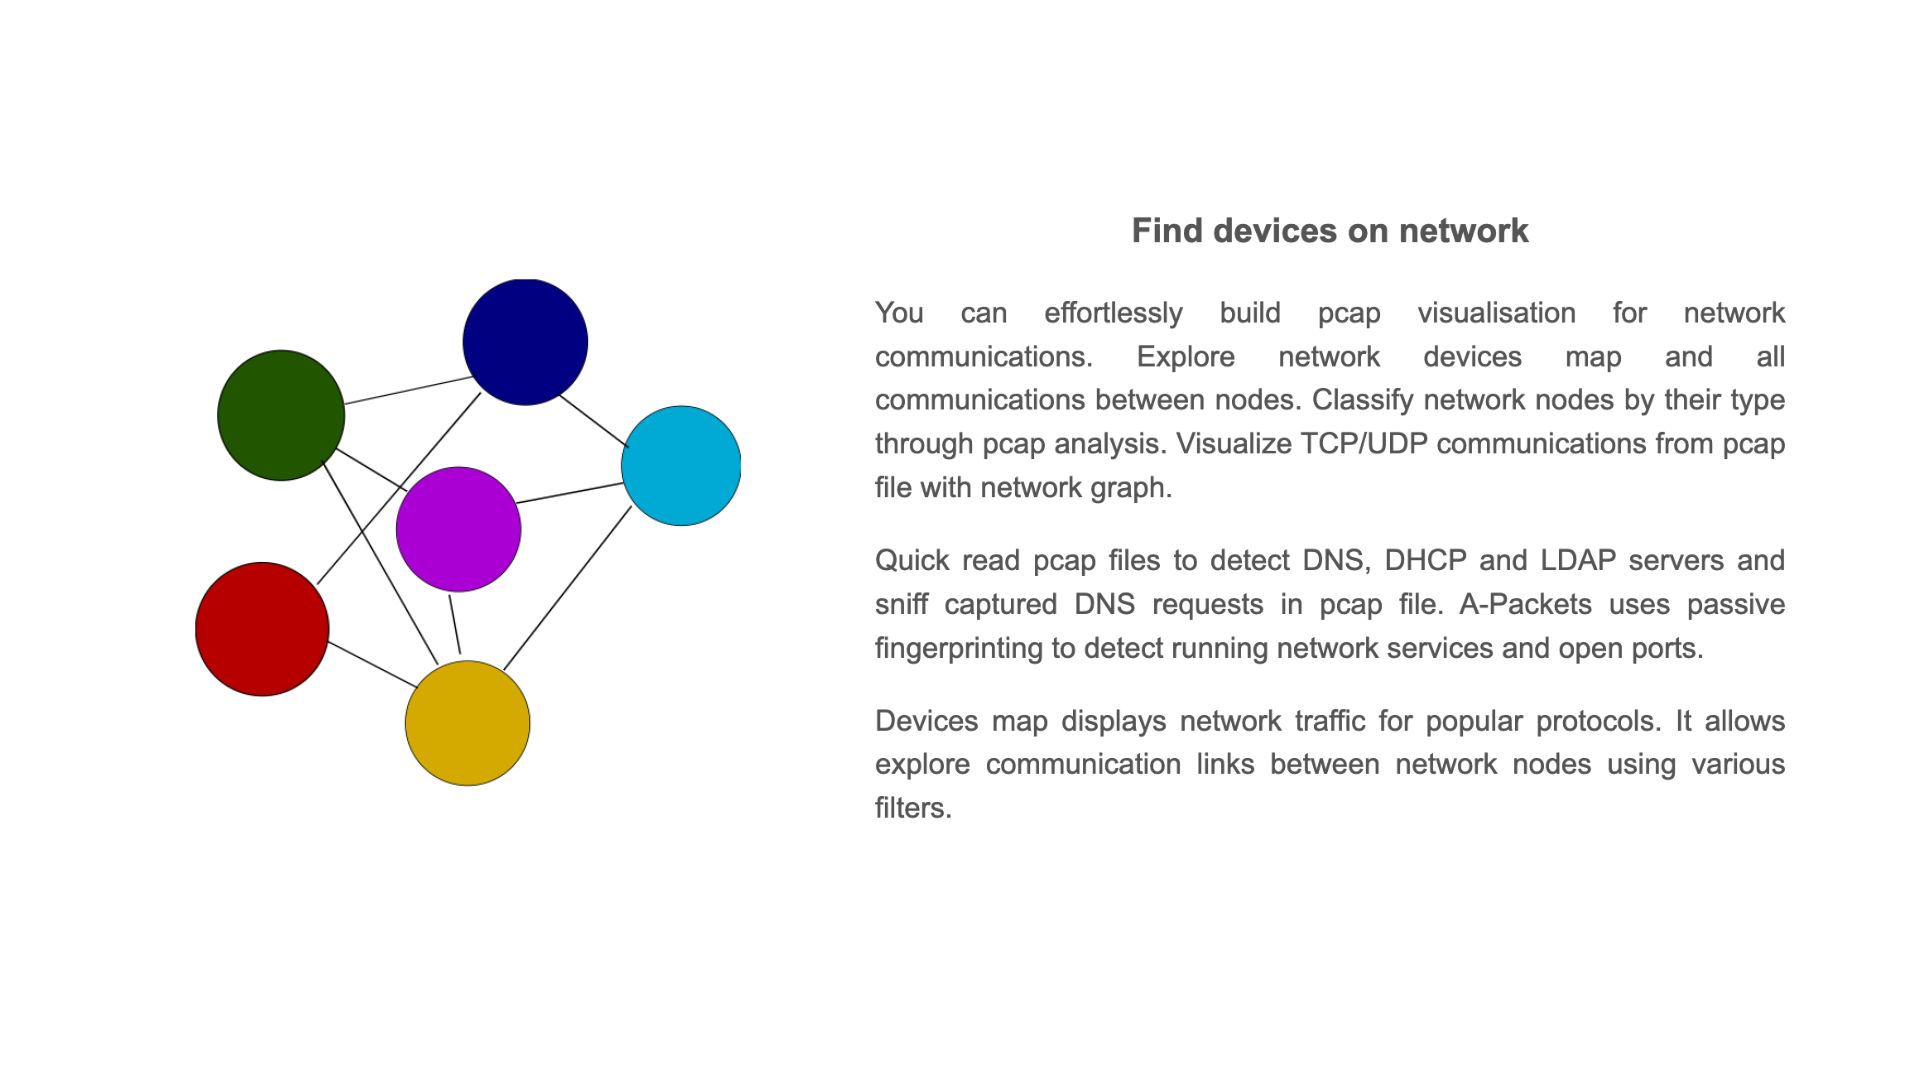 Find devices on network
You can effortlessly build pcap visualisation for network
communications. Explore network devices map and all
communications between nodes. Classify network nodes by their type
through pcap analysis. Visualize TCP/UDP communications from pcap
file with network graph.
Quick read pcap files to detect DNS, DHCP and LDAP servers and
sniff captured DNS requests in pcap file. A-Packets uses passive
fingerprinting to detect running network services and open ports.
Devices map displays network traffic for popular protocols. It allows
explore communication links between network nodes using various
filters.